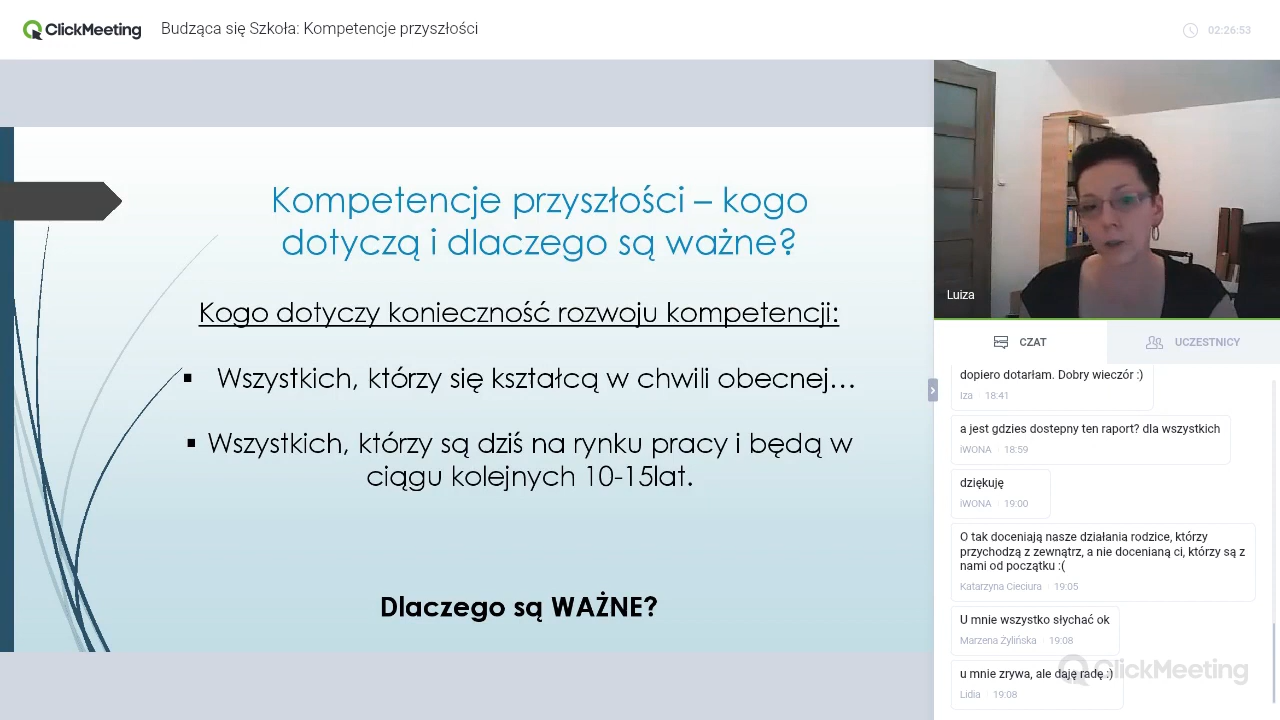 ClickMeeting
Budząca się Szkoła: Kompetencje przyszłości
02:26:53
Kompetencje przyszłości – kogo
dotyczą i dlaczego są ważne?
Kogo dotyczy konieczność rozwoju kompetencji:
▪ Wszystkich, którzy się kształcą w chwili obecnej…
▪ Wszystkich, którzy są dziś na rynku pracy i będą w
ciągu kolejnych 10-15lat.
Dlaczego są WAŻNE?
Luiza
CZAT
UCZESTNICY
dopiero dotarłam. Dobry wieczór :)
Iza 18:41
a jest gdzies dostepny ten raport? dla wszystkich
iWONA 18:59
dziękuję
iWONA 19:00
O tak doceniają nasze działania rodzice, którzy
przychodzą z zewnątrz, a nie docenianą ci, którzy są z
nami od początku :(
Katarzyna Cieciura 19:05
U mnie wszystko słychać ok
Marzena Żylińska 19:08
u mnie zrywa, ale daję radę :)
Lidia 19:08
ClickMeeting